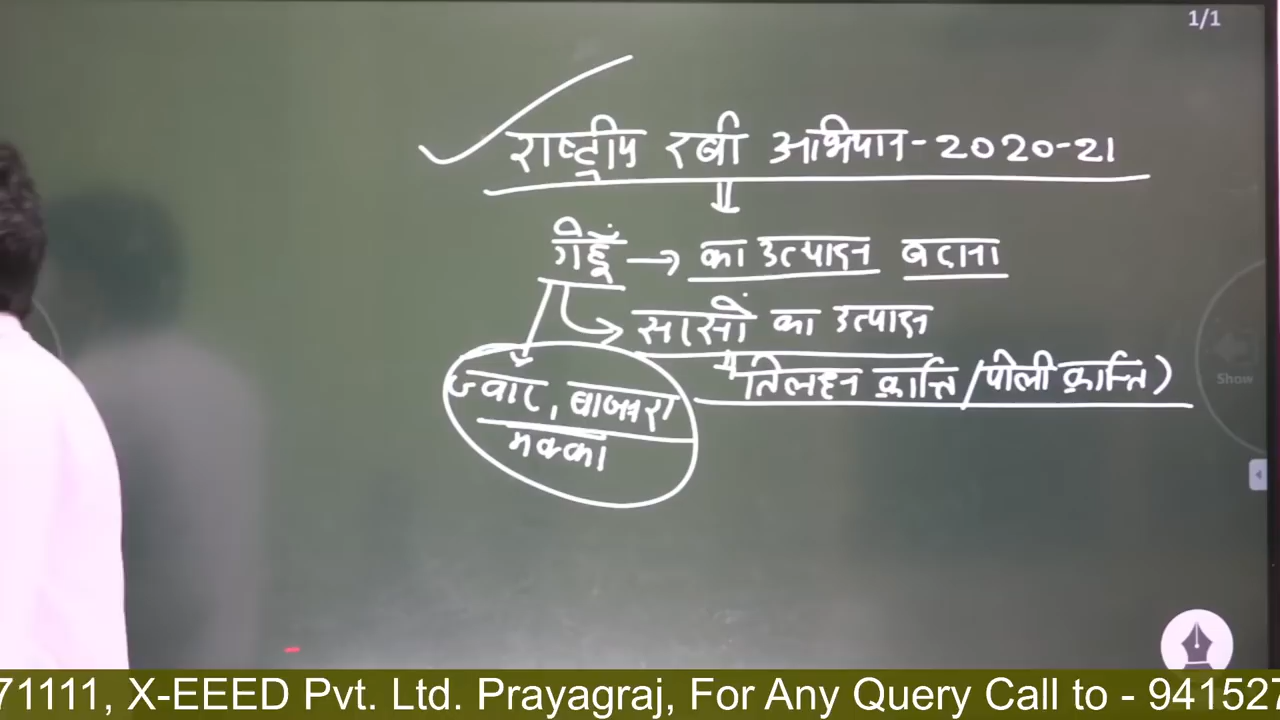 1/1
राष्ट्रीय रबी अभियान-2020-21
गेहूँ → का उत्पादन बढाना
सरसों का उत्पादन
तिलहन क्रान्ति/पीली क्रान्ति)
ज्वार, बाजरा
मक्का
Show
71111, X-EEED Pvt. Ltd. Prayagraj, For Any Query Call to - 941527